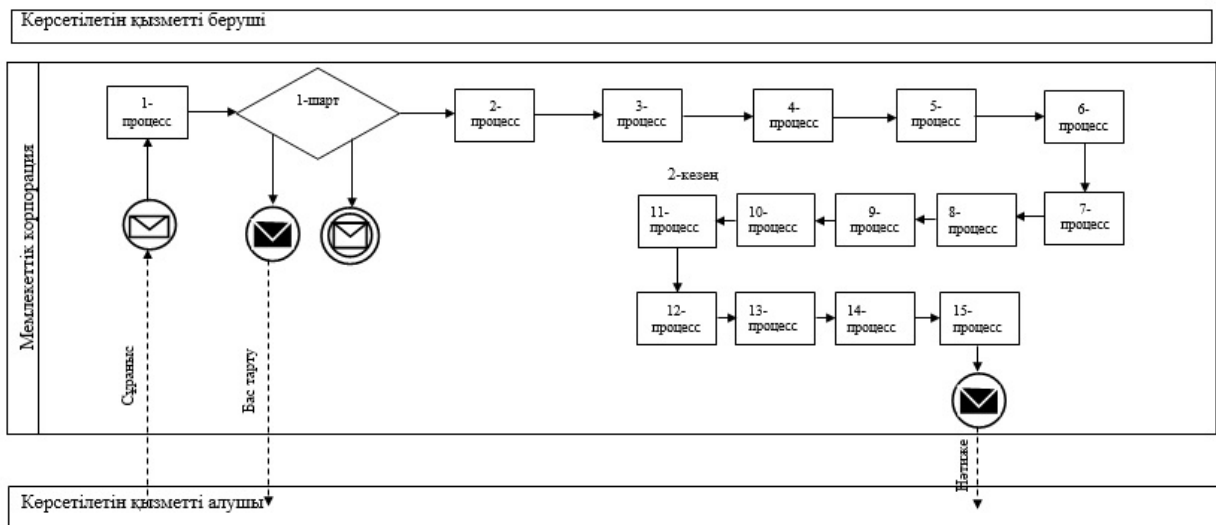 Көрсетілетін қызметті беруші
Мемлекеттік корпорация
1-
процесс
1-шарт
2-
процесс
3-
процесс
4-
процесс
5-
процесс
6-
процесс
2-кезең
11-
процесс
10-
процесс
9-
процесс
8-
процесс
7-
процесс
12-
процесс
13-
процесс
14-
процесс
15-
процесс
Сұраныс
Бас тарту
Нәтиже
Көрсетілетін қызметті алушы